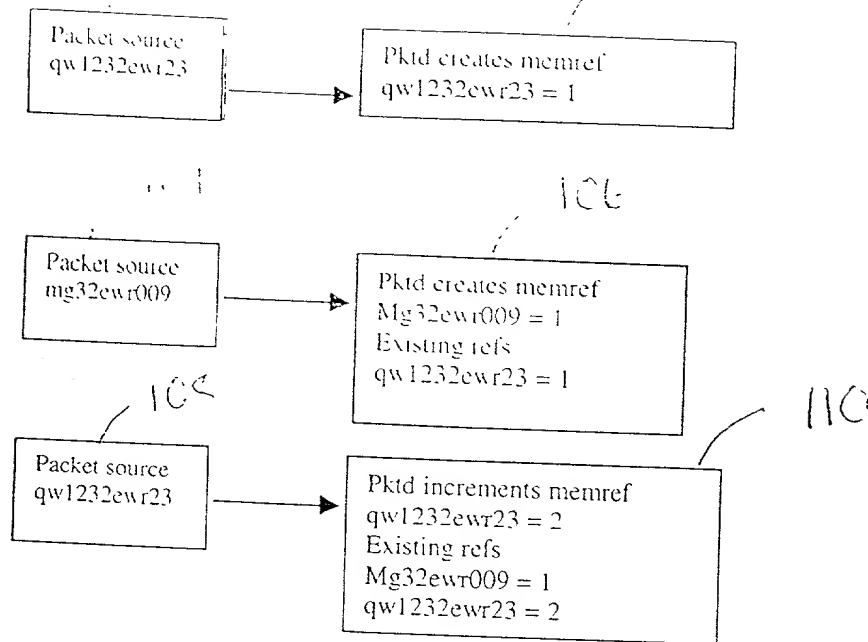 Packet source
qw1232ewr23
Pktd creates memref
qw1232ewr23 = 1
106
Packet source
mg32ewr009
Pktd creates memref
Mg32ewr009 = 1
Existing refs
qw1232ewr23 = 1
110
Packet source
qw1232ewr23
Pktd increments memref
qw1232ewr23 = 2
Existing refs
Mg32ewr009 = 1
qw1232ewr23 = 2